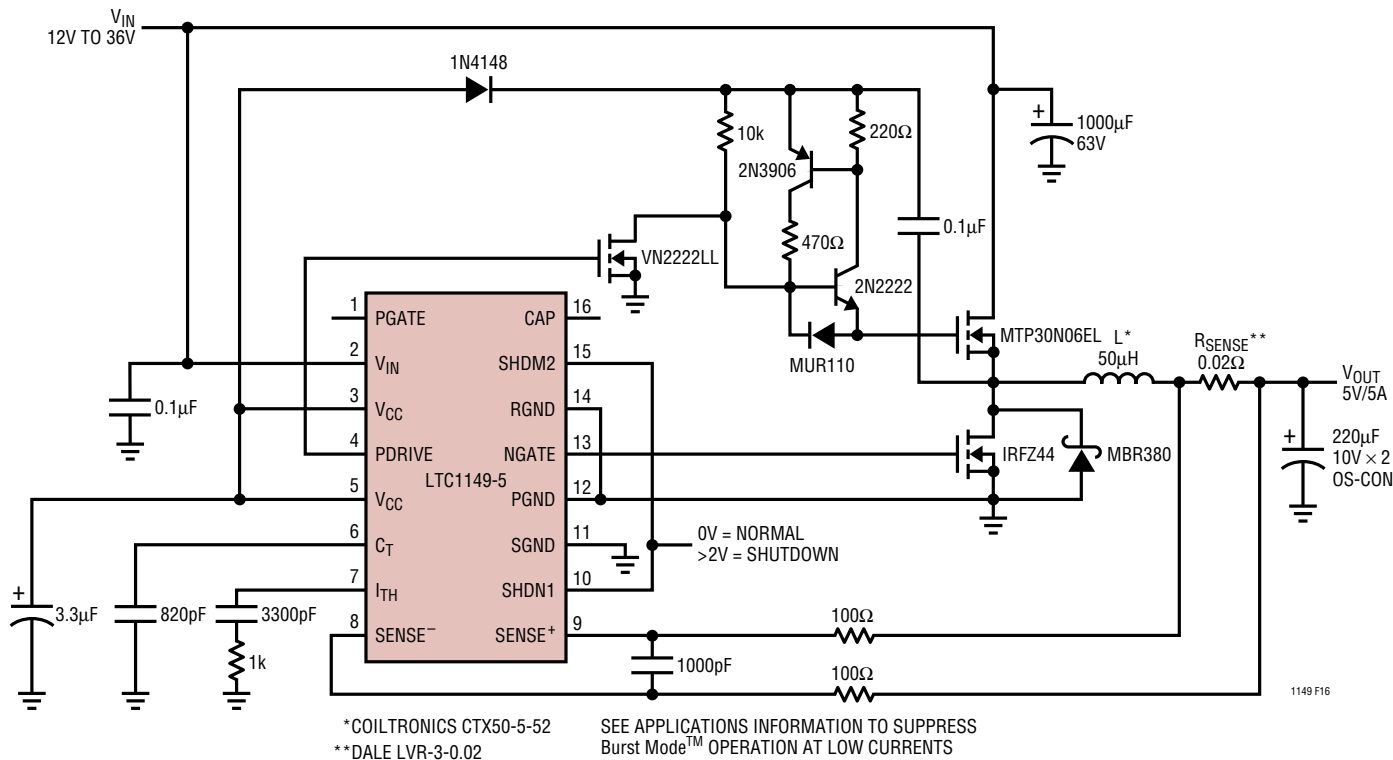 V_IN
12V TO 36V
1N4148
10k
220Ω
1000µF
63V
+
2N3906
470Ω
0.1µF
VN2222LL
2N2222
MUR110
MTP30N06EL
L*
50µH
R_SENSE**
0.02Ω
V_OUT
5V/5A
+
220µF
10V × 2
OS-CON
IRFZ44
MBR380
0.1µF
1 PGATE
2 V_IN
3 V_CC
4 PDRIVE
5 V_CC
6 C_T
7 I_TH
8 SENSE⁻
LTC1149-5
CAP 16
SHDM2 15
RGND 14
NGATE 13
PGND 12
SGND 11
SHDN1 10
SENSE⁺ 9
0V = NORMAL
>2V = SHUTDOWN
+
3.3µF
820pF
3300pF
1k
1000pF
100Ω
100Ω
1149 F16
*COILTRONICS CTX50-5-52
**DALE LVR-3-0.02
SEE APPLICATIONS INFORMATION TO SUPPRESS
Burst Mode™ OPERATION AT LOW CURRENTS